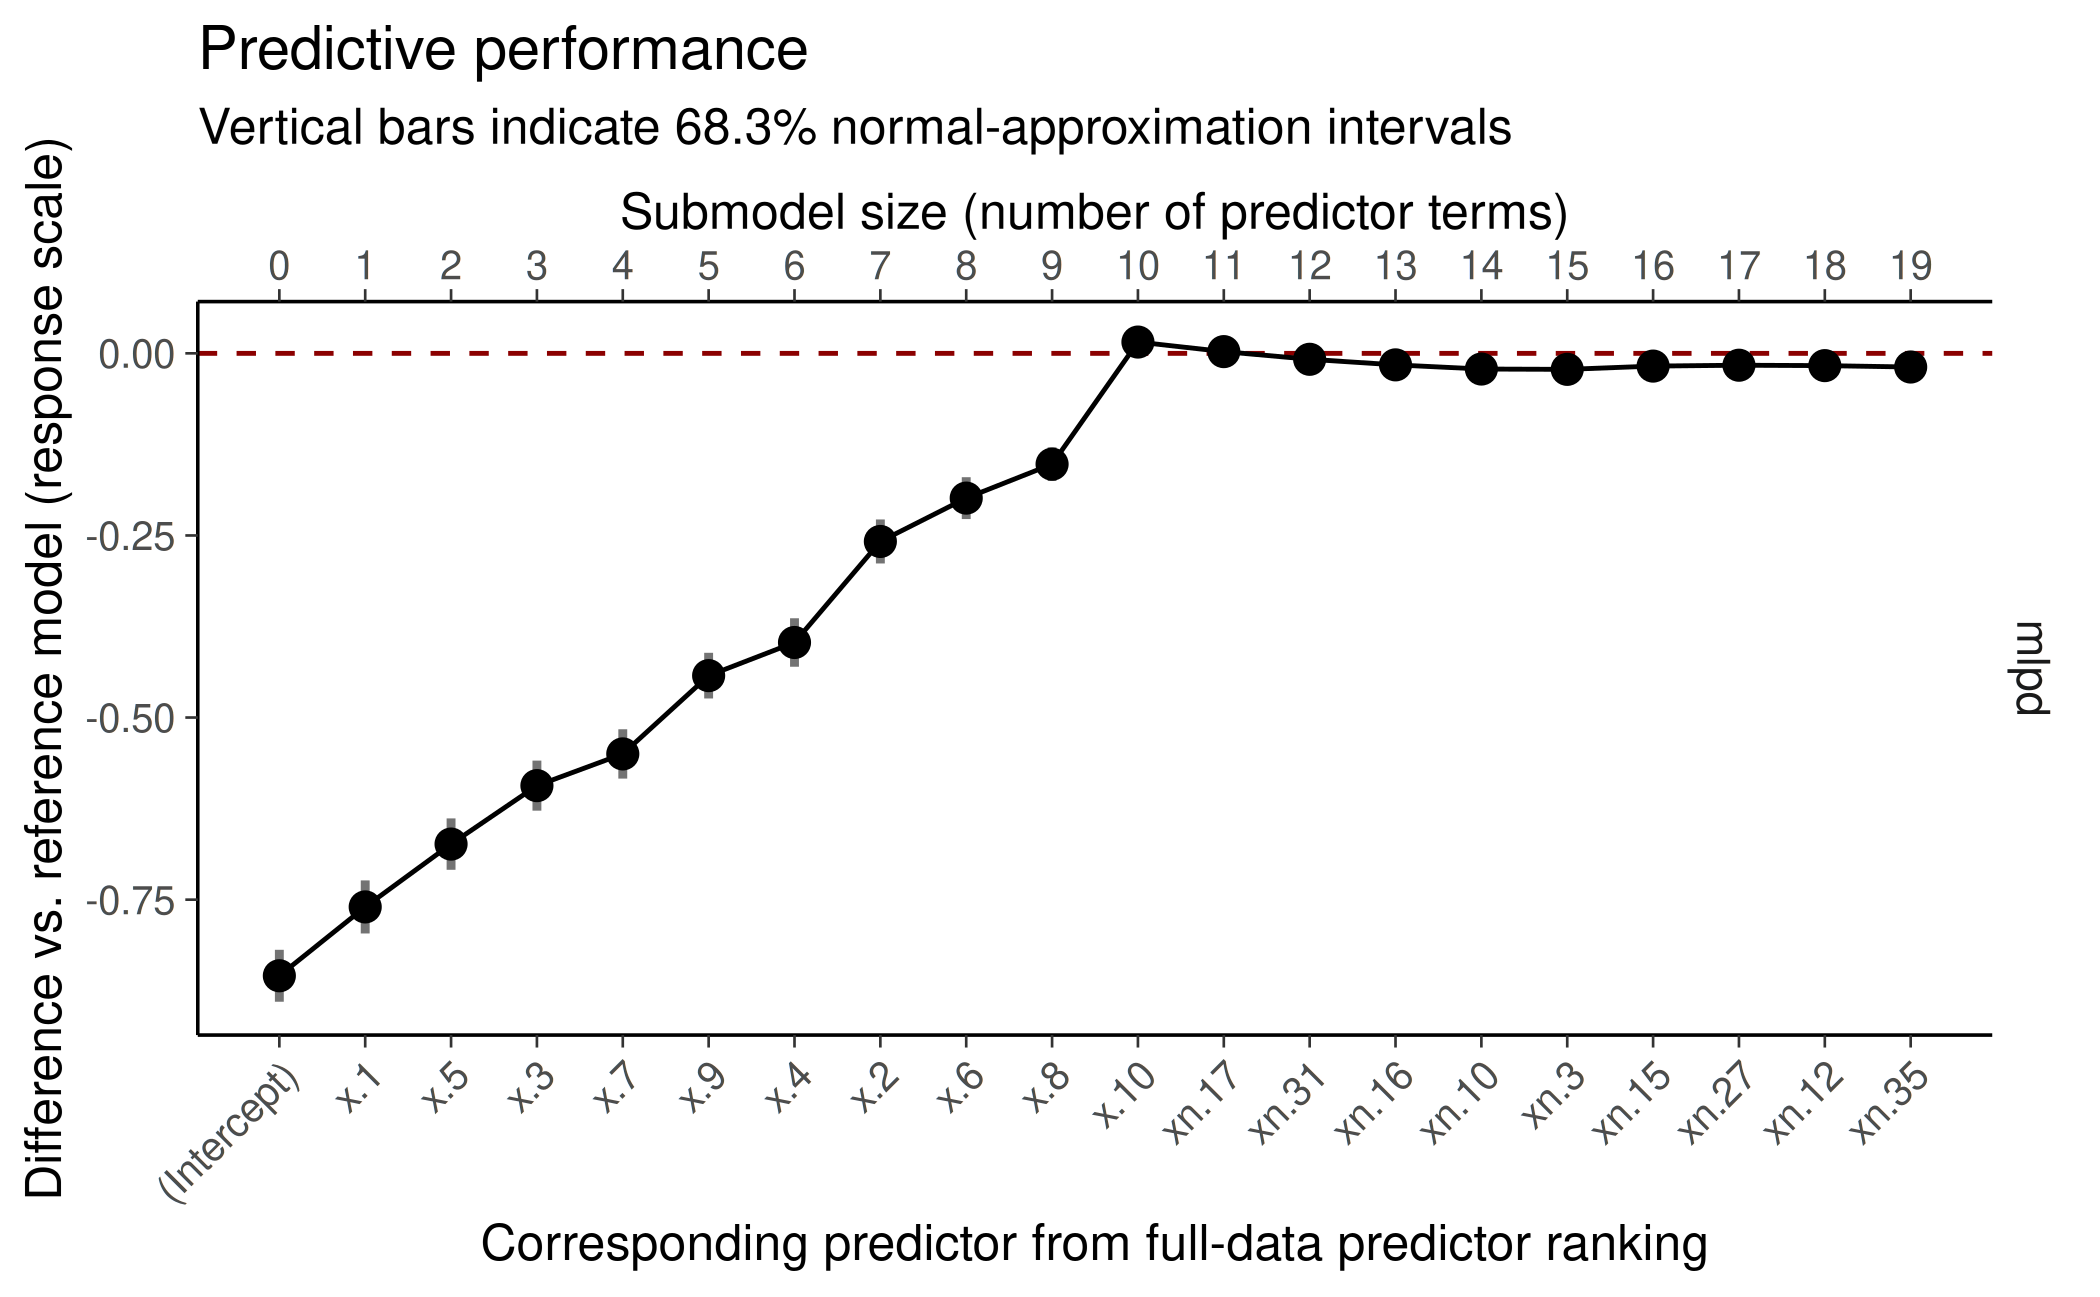 Predictive performance
Vertical bars indicate 68.3% normal-approximation intervals
Submodel size (number of predictor terms)
0 1 2 3 4 5 6 7 8 9 10 11 12 13 14 15 16 17 18 19
Difference vs. reference model (response scale)
0.00
-0.25
-0.50
-0.75
mlpd
(Intercept) x.1 x.5 x.3 x.7 x.9 x.4 x.2 x.6 x.8 x.10 xn.17 xn.31 xn.16 xn.10 xn.3 xn.15 xn.27 xn.12 xn.35
Corresponding predictor from full-data predictor ranking